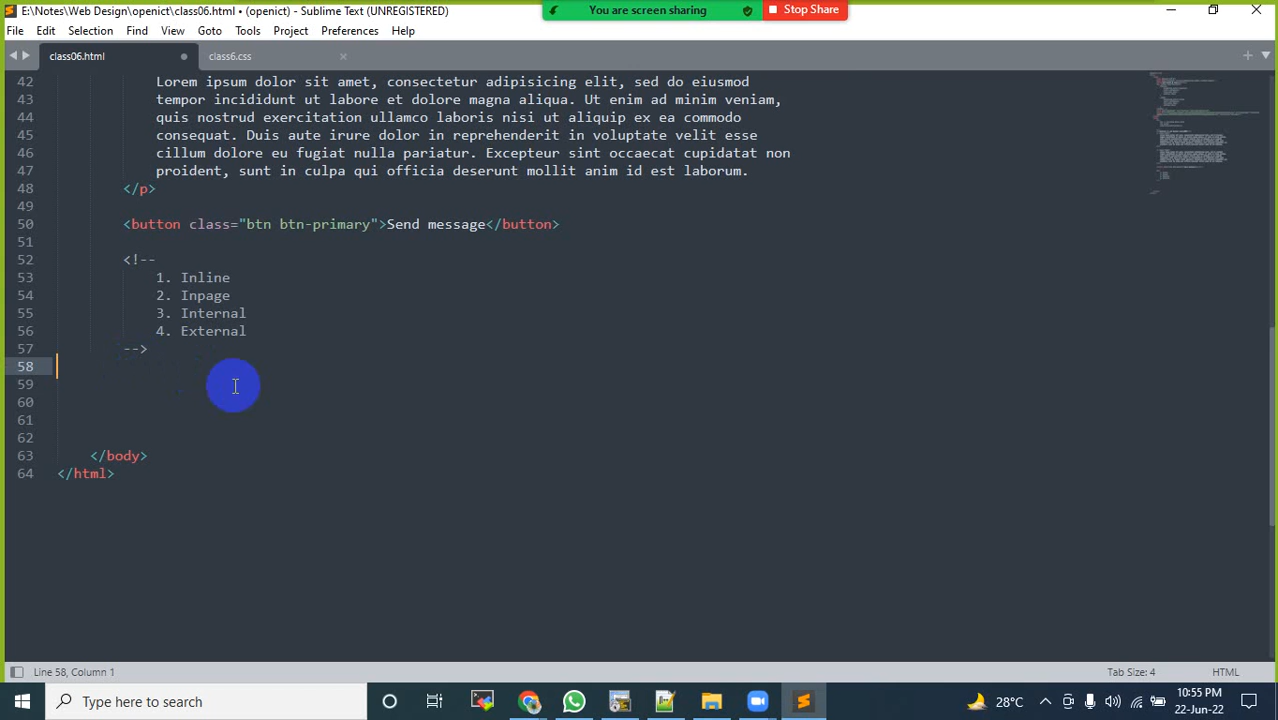 E:\Notes\Web Design\openict\class06.html • (openict) - Sublime Text (UNREGISTERED)
You are screen sharing
Stop Share
File Edit Selection Find View Goto Tools Project Preferences Help
class06.html class6.css
42 Lorem ipsum dolor sit amet, consectetur adipisicing elit, sed do eiusmod
43 tempor incididunt ut labore et dolore magna aliqua. Ut enim ad minim veniam,
44 quis nostrud exercitation ullamco laboris nisi ut aliquip ex ea commodo
45 consequat. Duis aute irure dolor in reprehenderit in voluptate velit esse
46 cillum dolore eu fugiat nulla pariatur. Excepteur sint occaecat cupidatat non
47 proident, sunt in culpa qui officia deserunt mollit anim id est laborum.
48 </p>
49
50 <button class="btn btn-primary">Send message</button>
51
52 <!--
53 1. Inline
54 2. Inpage
55 3. Internal
56 4. External
57 -->
58
59
60
61
62
63 </body>
64 </html>
Line 58, Column 1 Tab Size: 4 HTML
Type here to search
28°C
10:55 PM
22-Jun-22